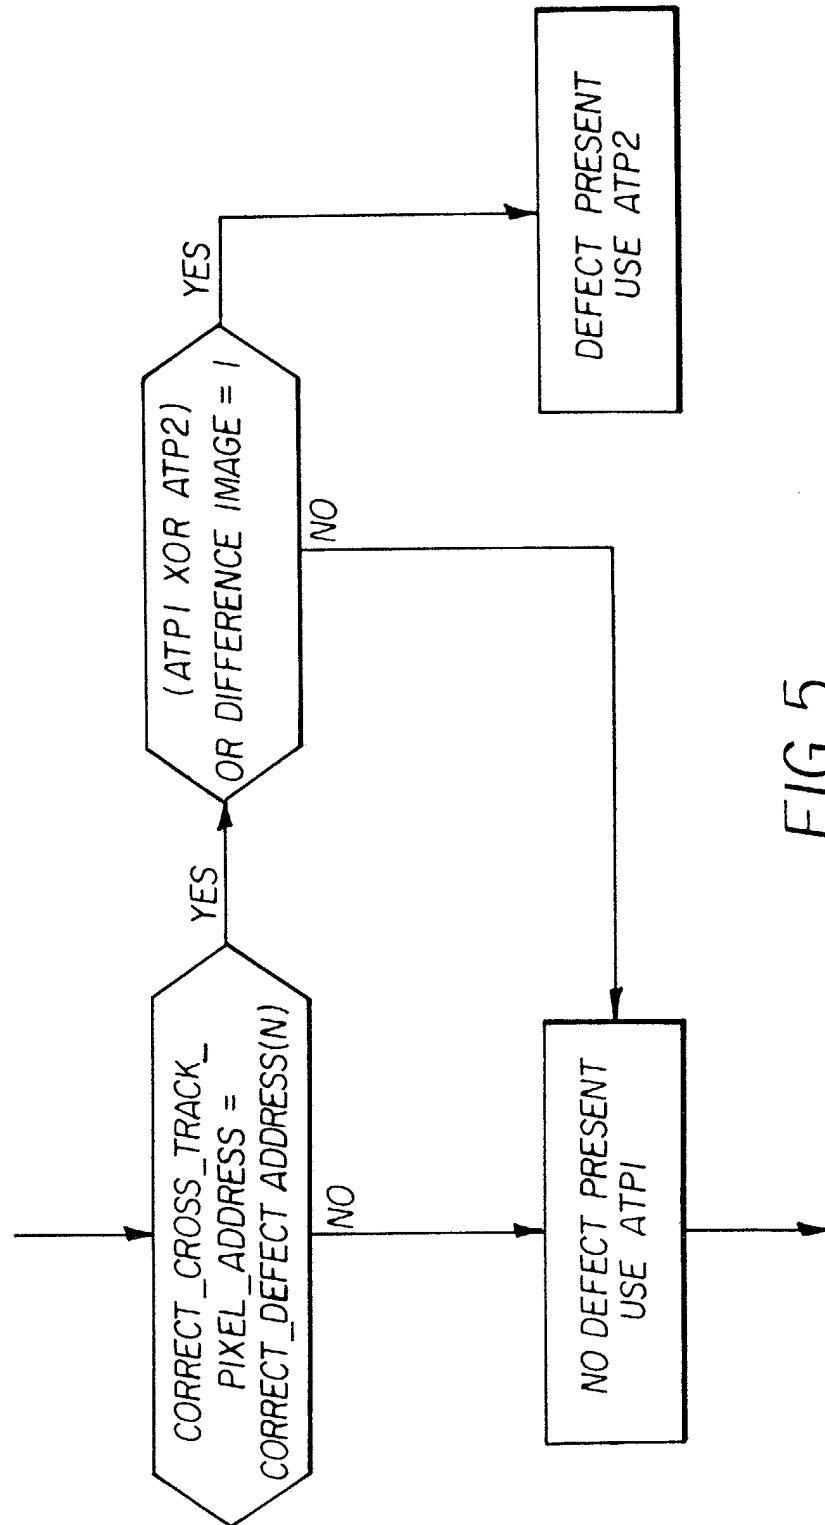 CORRECT_CROSS_TRACK_
PIXEL_ADDRESS =
CORRECT_DEFECT ADDRESS(N)
YES
NO
(ATP1 XOR ATP2)
OR DIFFERENCE IMAGE = 1
YES
NO
NO DEFECT PRESENT
USE ATP1
DEFECT PRESENT
USE ATP2
FIG. 5